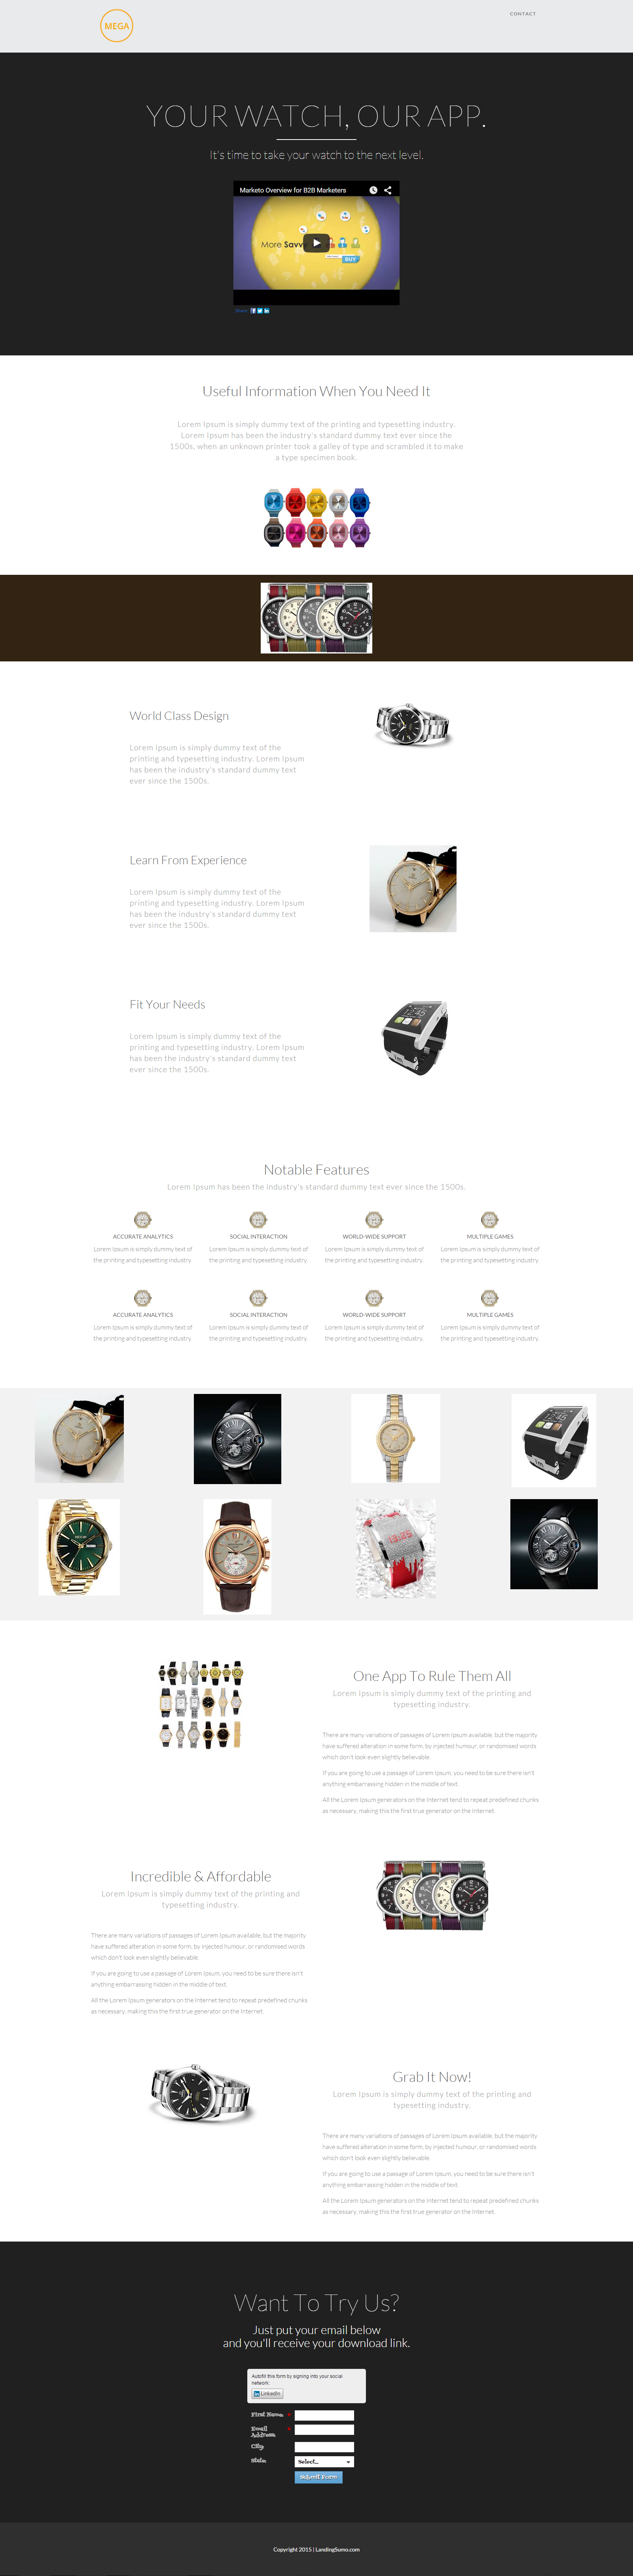 MEGA
CONTACT
YOUR WATCH, OUR APP.
It's time to take your watch to the next level.
Marketo Overview for B2B Marketers
More Savvy
BUY
Share:
Useful Information When You Need It
Lorem Ipsum is simply dummy text of the printing and typesetting industry.
Lorem Ipsum has been the industry's standard dummy text ever since the
1500s, when an unknown printer took a galley of type and scrambled it to make
a type specimen book.
World Class Design
Lorem Ipsum is simply dummy text of the
printing and typesetting industry. Lorem Ipsum
has been the industry's standard dummy text
ever since the 1500s.
Learn From Experience
Lorem Ipsum is simply dummy text of the
printing and typesetting industry. Lorem Ipsum
has been the industry's standard dummy text
ever since the 1500s.
Fit Your Needs
Lorem Ipsum is simply dummy text of the
printing and typesetting industry. Lorem Ipsum
has been the industry's standard dummy text
ever since the 1500s.
Notable Features
Lorem Ipsum has been the industry's standard dummy text ever since the 1500s.
ACCURATE ANALYTICS
Lorem Ipsum is simply dummy text of
the printing and typesetting industry.
SOCIAL INTERACTION
Lorem Ipsum is simply dummy text of
the printing and typesetting industry.
WORLD-WIDE SUPPORT
Lorem Ipsum is simply dummy text of
the printing and typesetting industry.
MULTIPLE GAMES
Lorem Ipsum is simply dummy text of
the printing and typesetting industry.
ACCURATE ANALYTICS
Lorem Ipsum is simply dummy text of
the printing and typesetting industry.
SOCIAL INTERACTION
Lorem Ipsum is simply dummy text of
the printing and typesetting industry.
WORLD-WIDE SUPPORT
Lorem Ipsum is simply dummy text of
the printing and typesetting industry.
MULTIPLE GAMES
Lorem Ipsum is simply dummy text of
the printing and typesetting industry.
One App To Rule Them All
Lorem Ipsum is simply dummy text of the printing and
typesetting industry.
There are many variations of passages of Lorem Ipsum available, but the majority
have suffered alteration in some form, by injected humour, or randomised words
which don't look even slightly believable.
If you are going to use a passage of Lorem Ipsum, you need to be sure there isn't
anything embarrassing hidden in the middle of text.
All the Lorem Ipsum generators on the Internet tend to repeat predefined chunks
as necessary, making this the first true generator on the Internet.
Incredible & Affordable
Lorem Ipsum is simply dummy text of the printing and
typesetting industry.
There are many variations of passages of Lorem Ipsum available, but the majority
have suffered alteration in some form, by injected humour, or randomised words
which don't look even slightly believable.
If you are going to use a passage of Lorem Ipsum, you need to be sure there isn't
anything embarrassing hidden in the middle of text.
All the Lorem Ipsum generators on the Internet tend to repeat predefined chunks
as necessary, making this the first true generator on the Internet.
Grab It Now!
Lorem Ipsum is simply dummy text of the printing and
typesetting industry.
There are many variations of passages of Lorem Ipsum available, but the majority
have suffered alteration in some form, by injected humour, or randomised words
which don't look even slightly believable.
If you are going to use a passage of Lorem Ipsum, you need to be sure there isn't
anything embarrassing hidden in the middle of text.
All the Lorem Ipsum generators on the Internet tend to repeat predefined chunks
as necessary, making this the first true generator on the Internet.
Want To Try Us?
Just put your email below
and you'll receive your download link.
Autofill this form by signing into your social
network:
LinkedIn
First Name: *
Email *
Address:
City:
State:
Select...
Submit Form
Copyright 2015 | LandingSumo.com